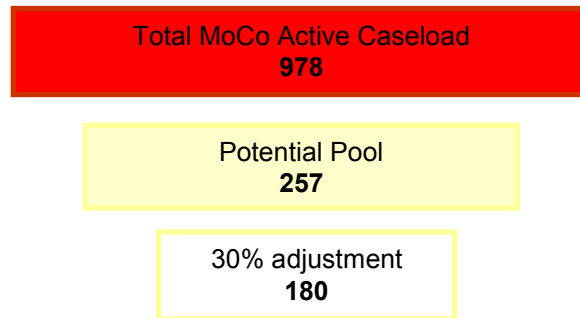 Total MoCo Active Caseload
978
Potential Pool
257
30% adjustment
180